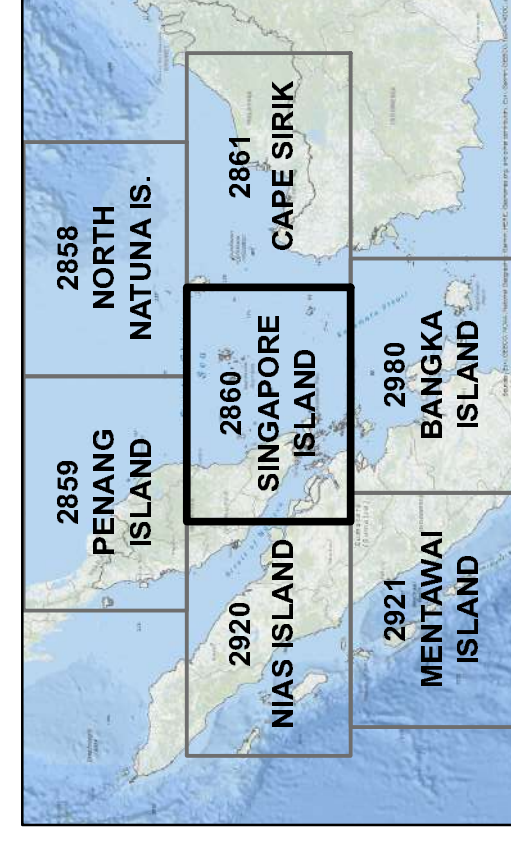 2859
PENANG
ISLAND
2858
NORTH
NATUNA IS.
2920
NIAS ISLAND
2860
SINGAPORE
ISLAND
2861
CAPE SIRIK
2921
MENTAWAI
ISLAND
2980
BANGKA
ISLAND
Sea